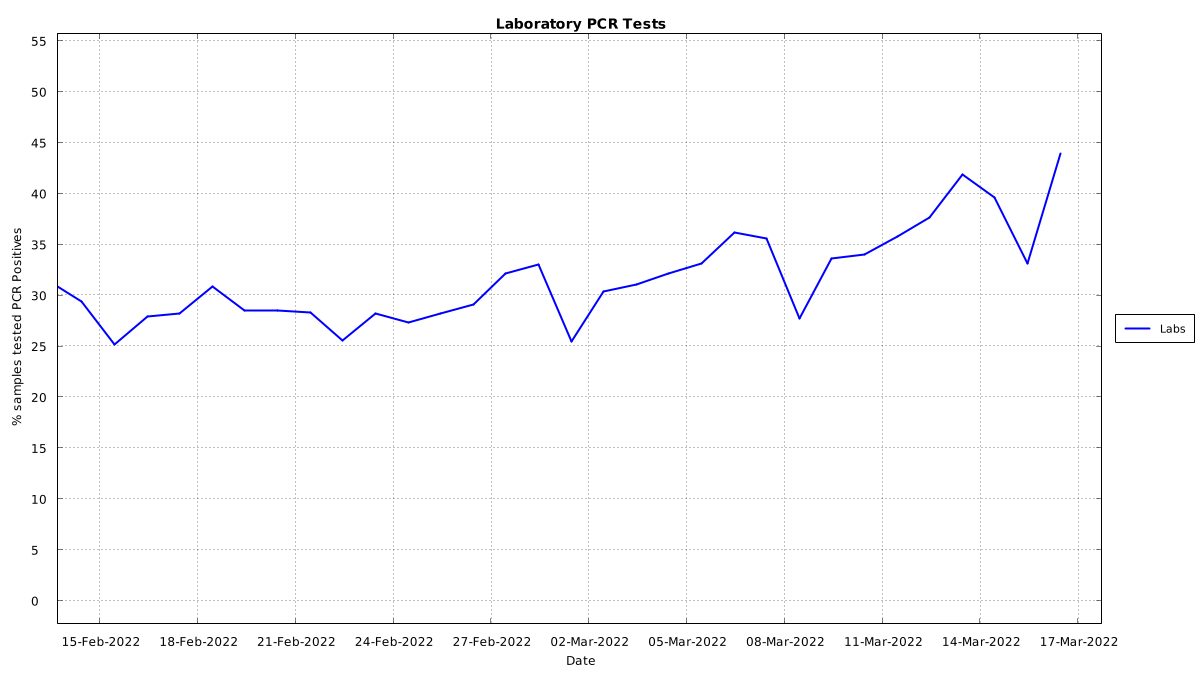 Laboratory PCR Tests
55
50
45
40
35
30
25
20
15
10
5
0
% samples tested PCR Positives
15-Feb-2022 18-Feb-2022 21-Feb-2022 24-Feb-2022 27-Feb-2022 02-Mar-2022 05-Mar-2022 08-Mar-2022 11-Mar-2022 14-Mar-2022 17-Mar-2022
Date
Labs